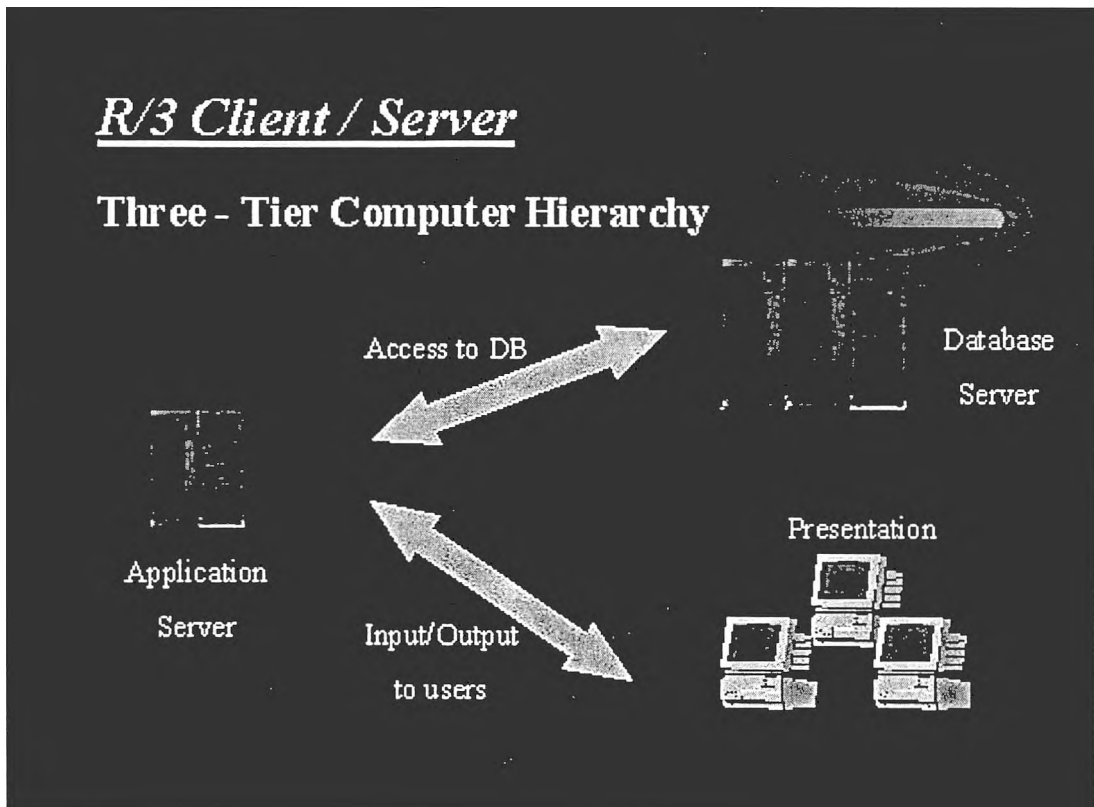 R/3 Client / Server
Three - Tier Computer Hierarchy
Access to DB
Database
Server
Application
Server
Presentation
Input/Output
to users